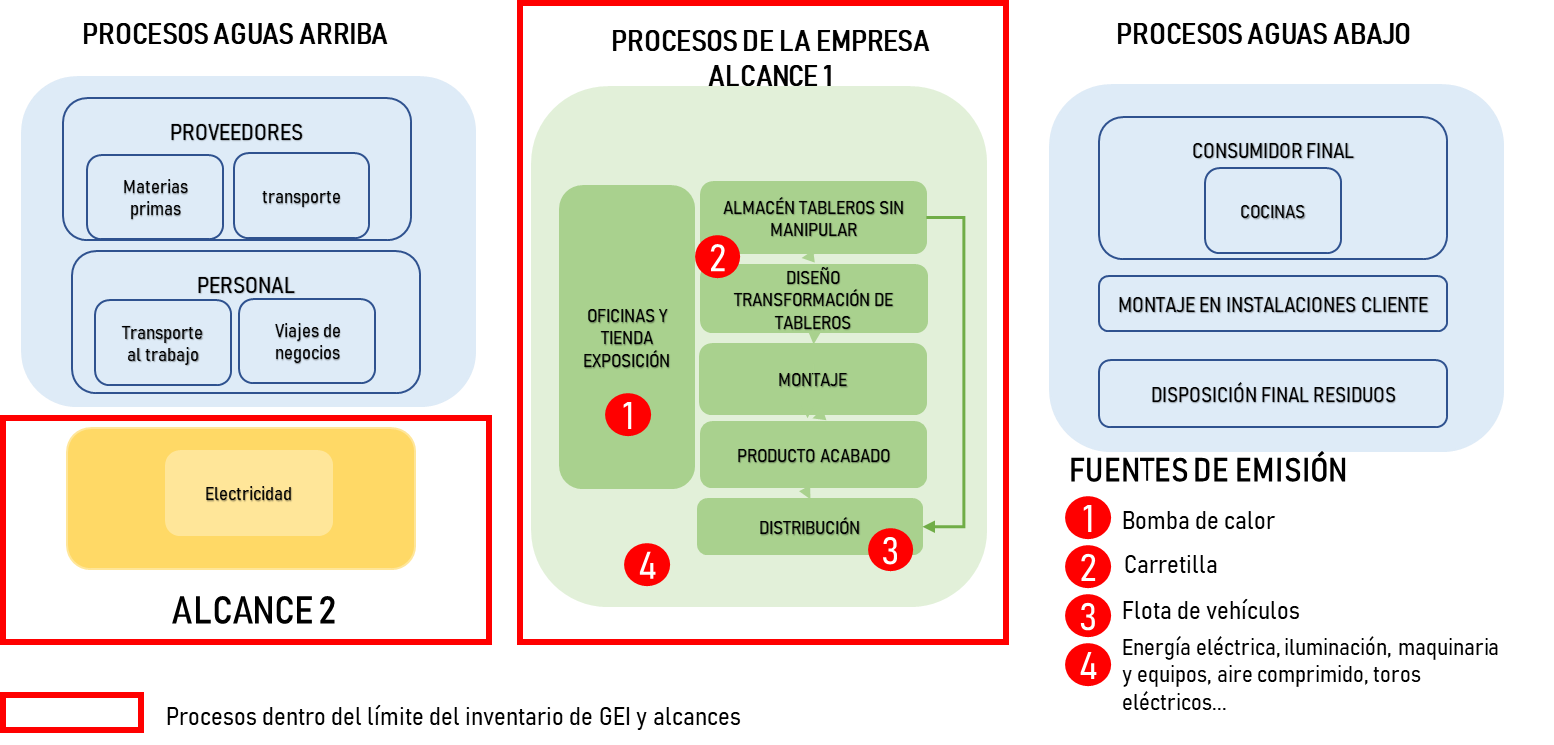 PROCESOS AGUAS ARRIBA
PROVEEDORES
Materias
primas
transporte
PERSONAL
Transporte
al trabajo
Viajes de
negocios
Electricidad
ALCANCE 2
PROCESOS DE LA EMPRESA
ALCANCE 1
OFICINAS Y
TIENDA
EXPOSICIÓN
1
ALMACÉN TABLEROS SIN
MANIPULAR
2
DISEÑO
TRANSFORMACIÓN DE
TABLEROS
MONTAJE
PRODUCTO ACABADO
DISTRIBUCIÓN
3
4
PROCESOS AGUAS ABAJO
CONSUMIDOR FINAL
COCINAS
MONTAJE EN INSTALACIONES CLIENTE
DISPOSICIÓN FINAL RESIDUOS
FUENTES DE EMISIÓN
1 Bomba de calor
2 Carretilla
3 Flota de vehículos
4 Energía eléctrica, iluminación, maquinaria
y equipos, aire comprimido, toros
eléctricos...
Procesos dentro del límite del inventario de GEI y alcances